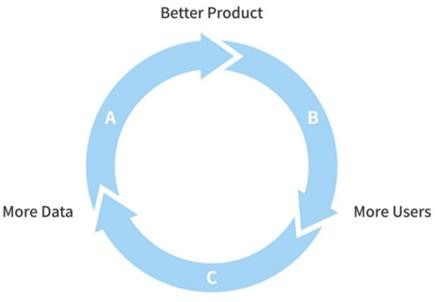 Better Product
A
B
More Data
More Users
C